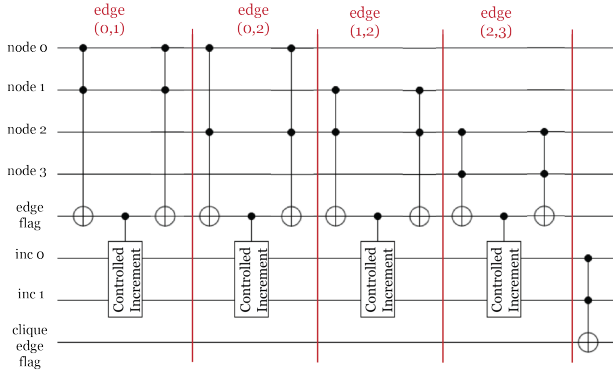 edge
(0,1)
edge
(0,2)
edge
(1,2)
edge
(2,3)
node 0
node 1
node 2
node 3
edge
flag
inc 0
inc 1
clique
edge
flag
Controlled
Increment
Controlled
Increment
Controlled
Increment
Controlled
Increment